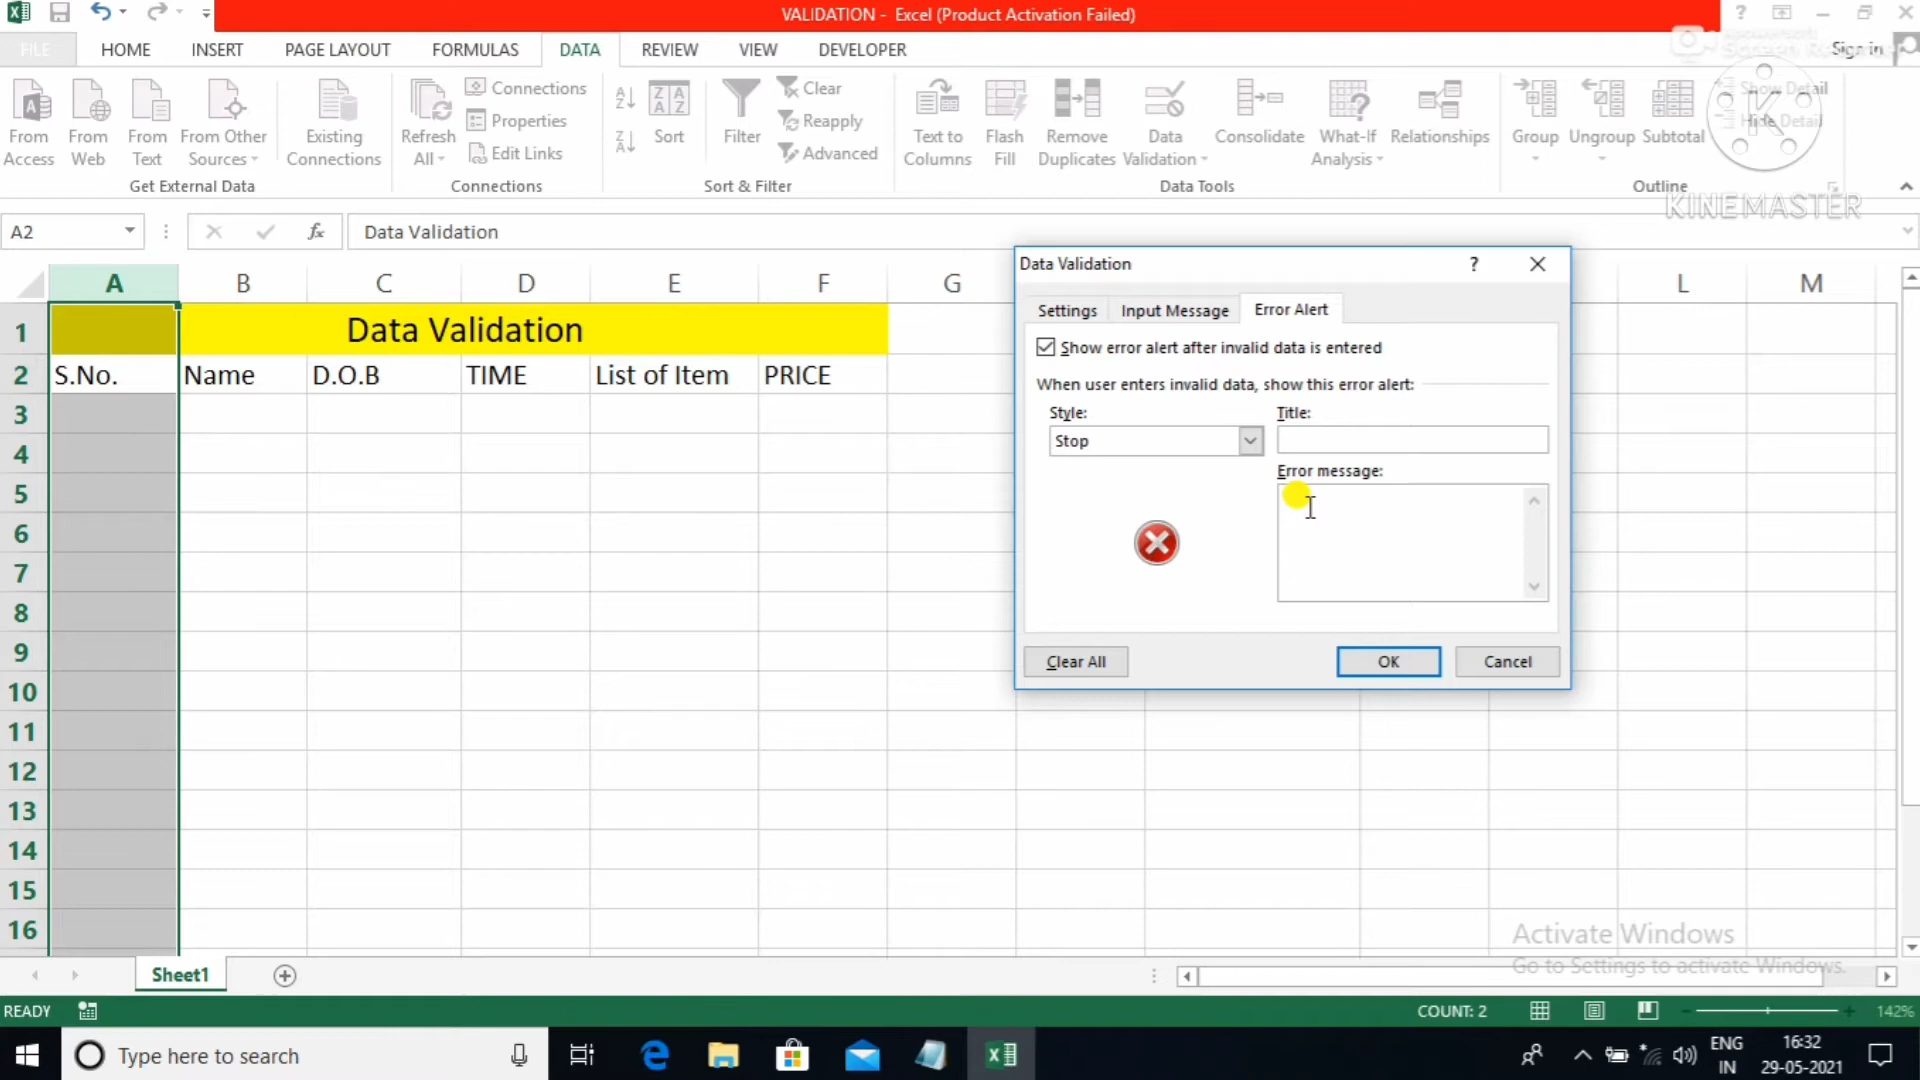 VALIDATION - Excel (Product Activation Failed)
FILE HOME INSERT PAGE LAYOUT FORMULAS DATA REVIEW VIEW DEVELOPER
Sign in
From Access
From Web
From Text
From Other Sources
Get External Data
Existing Connections
Refresh All
Connections
Properties
Edit Links
Connections
Sort
Filter
Clear
Reapply
Advanced
Sort & Filter
Text to Columns
Flash Fill
Remove Duplicates
Data Validation
Consolidate
What-If Analysis
Relationships
Data Tools
Group
Ungroup
Subtotal
Show Detail
Hide Detail
Outline
K
KINEMASTER
A2
fx
Data Validation
A B C D E F G L M
1 Data Validation
2 S.No. Name D.O.B TIME List of Item PRICE
3
4
5
6
7
8
9
10
11
12
13
14
15
16
Data Validation
?
Settings Input Message Error Alert
Show error alert after invalid data is entered
When user enters invalid data, show this error alert:
Style: Title:
Stop
Error message:
Clear All OK Cancel
Activate Windows
Go to Settings to activate Windows.
Sheet1
READY
COUNT: 2
142%
Type here to search
ENG
IN
16:32
29-05-2021